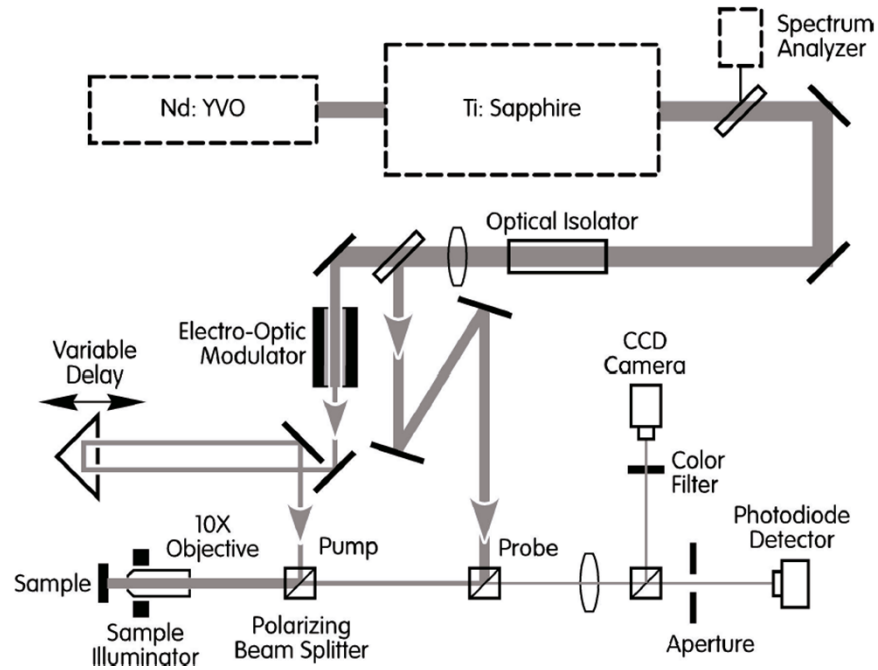 Spectrum
Analyzer
Nd: YVO
Ti: Sapphire
Optical Isolator
Electro-Optic
Modulator
Variable
Delay
CCD
Camera
Color
Filter
10X
Objective
Pump
Probe
Photodiode
Detector
Sample
Sample
Illuminator
Polarizing
Beam Splitter
Aperture